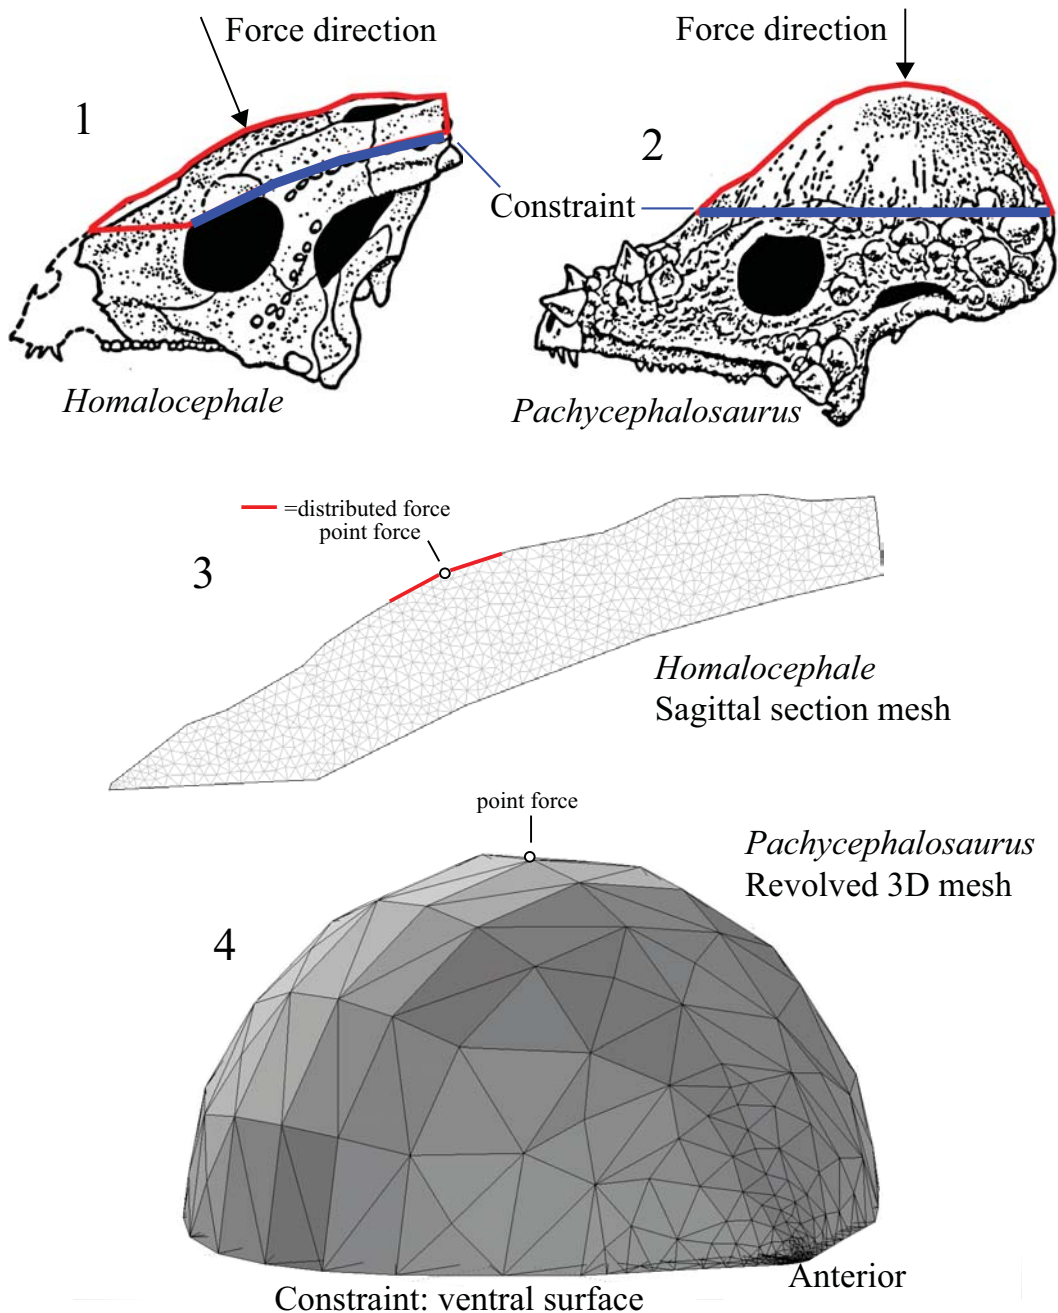 Force direction
Force direction
1
2
Constraint
Homalocephale
Pachycephalosaurus
=distributed force
point force
3
Homalocephale
Sagittal section mesh
point force
Pachycephalosaurus
Revolved 3D mesh
4
Anterior
Constraint: ventral surface